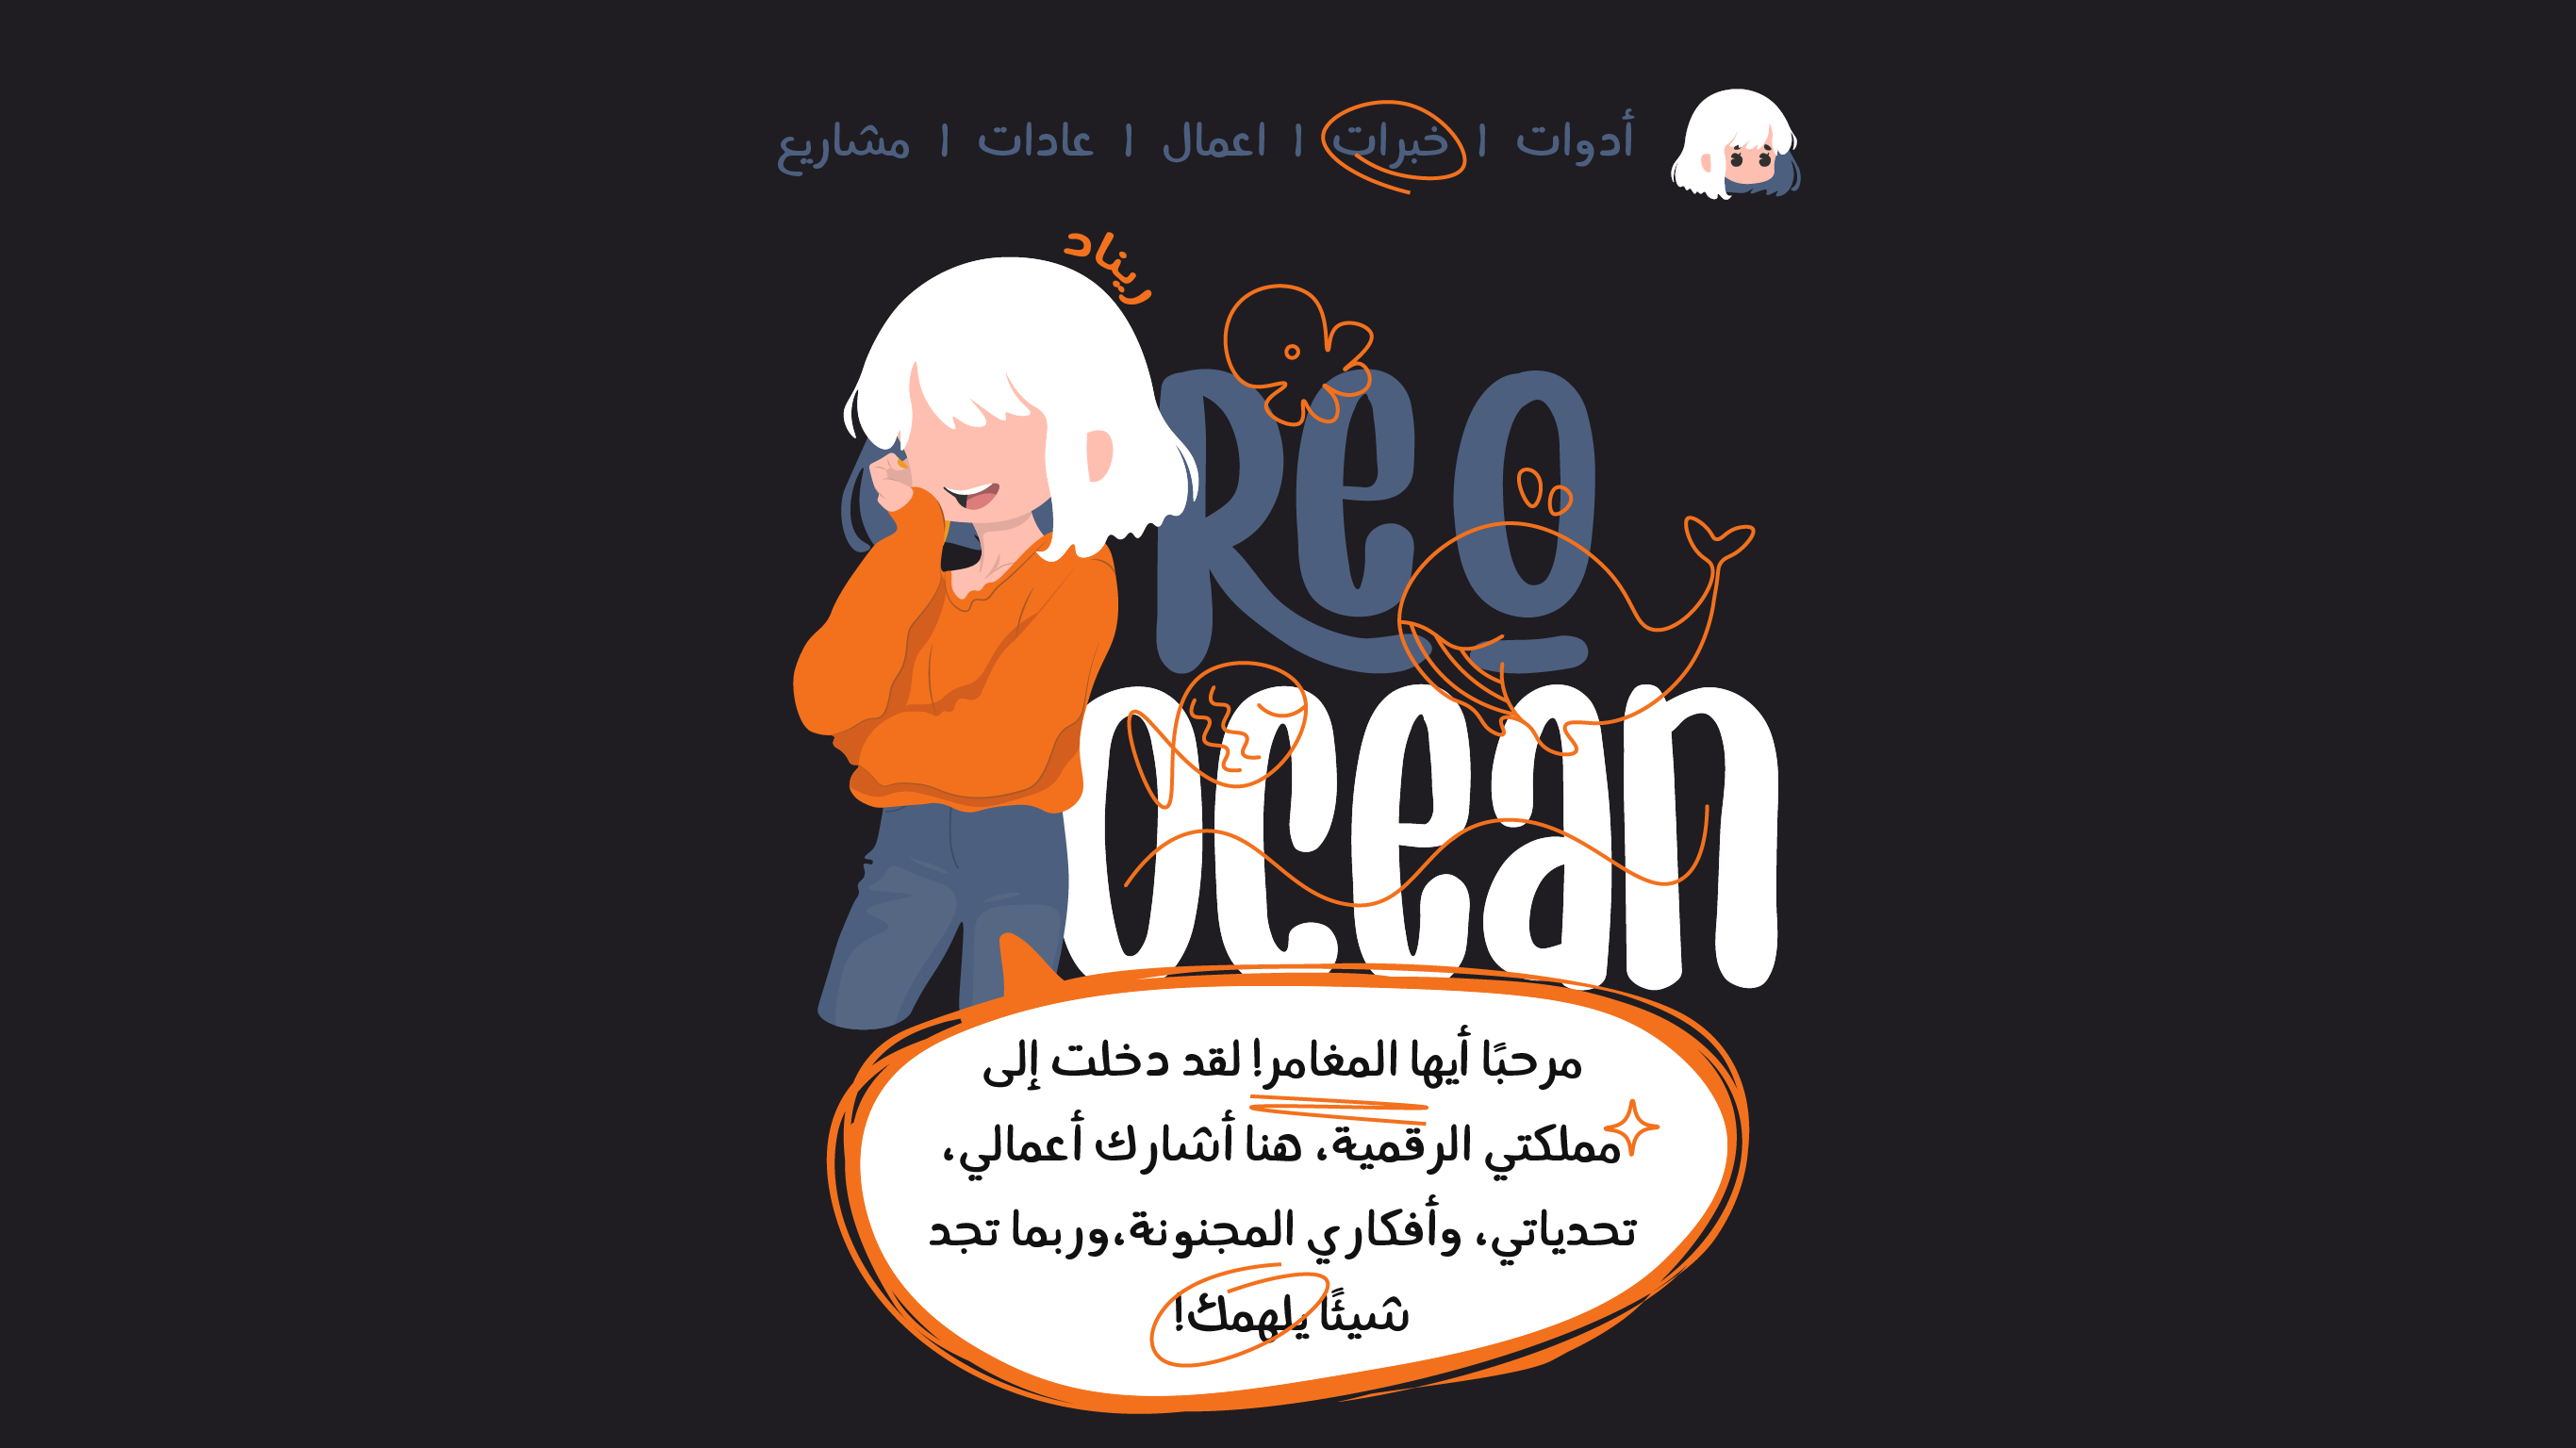 أدوات | خبرات | اعمال | عادات | مشاريع
ريناد
Reo
ocean
مرحبًا أيها المغامر! لقد دخلت إلى
مملكتي الرقمية، هنا أشارك أعمالي،
تحدياتي، وأفكاري المجنونة،وربما تجد
شيئًا يلهمك!